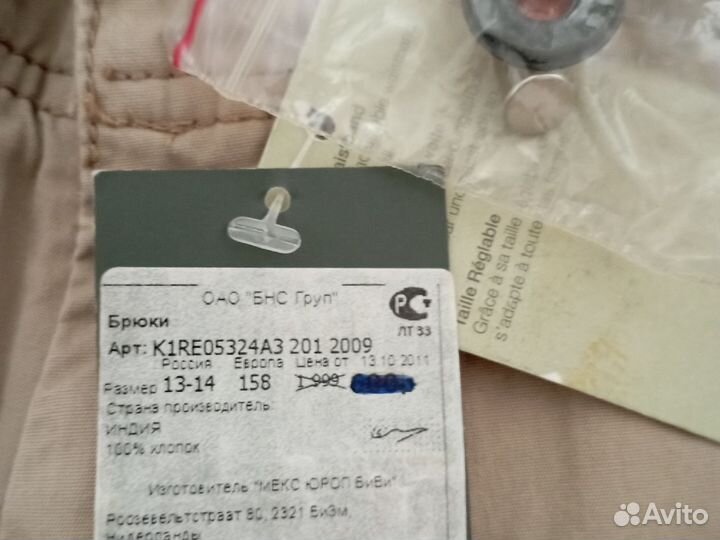 ОАО "БНС Груп"
РСТ
ЛТ 33
Брюки
Арт: K1RE05324A3 201 2009
Россия Европа Цена от 13.10.2011
Размер 13-14 158 1 999
Страна производитель:
ИНДИЯ
100% хлопок
Изготовитель "МЕКС ЮРОП БиВи"
Роозевельтстраат 80, 2321 БиЭм,
Нидерланды
Taille Réglable
Grâce à sa taille
s'adapte à toute
Avito